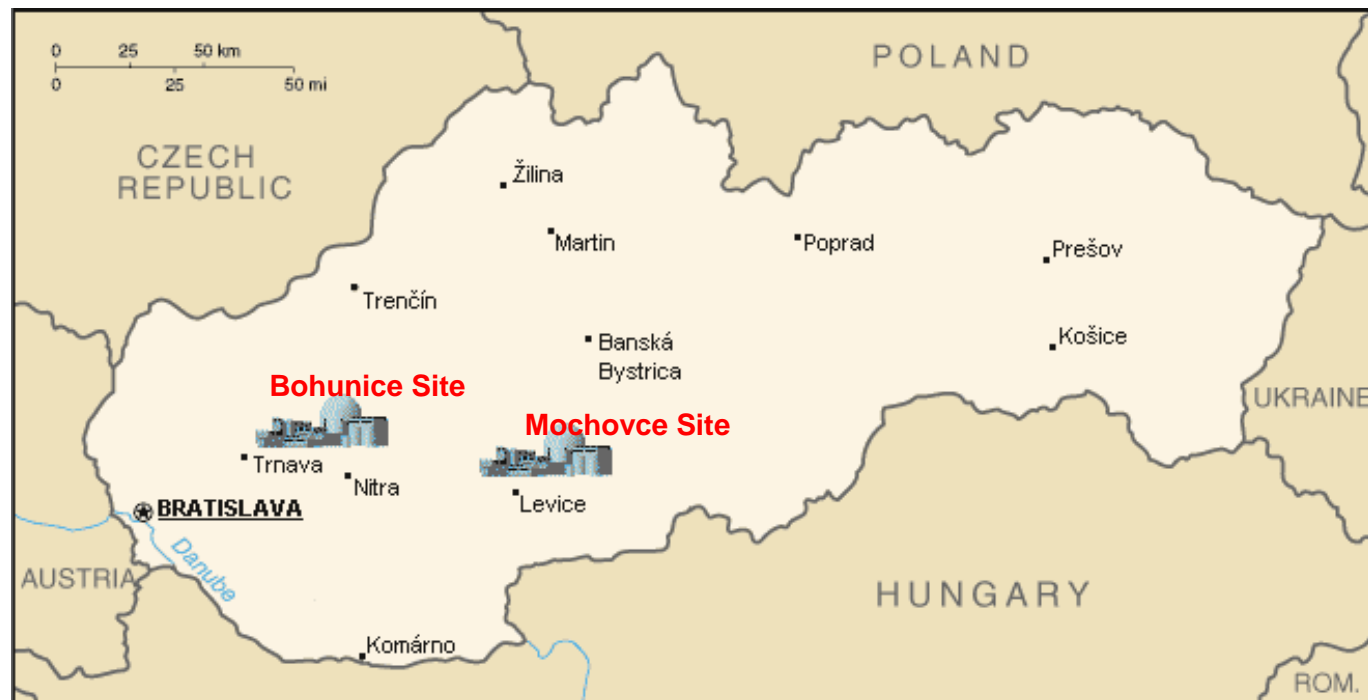 0 25 50 km
0 25 50 mi
POLAND
CZECH
REPUBLIC
Žilina
Martin
Poprad
Prešov
Trenčín
Banská
Bystrica
Košice
Bohunice Site
UKRAINE
Mochovce Site
Trnava
Nitra
Levice
BRATISLAVA
Danube
AUSTRIA
HUNGARY
Komárno
ROM.